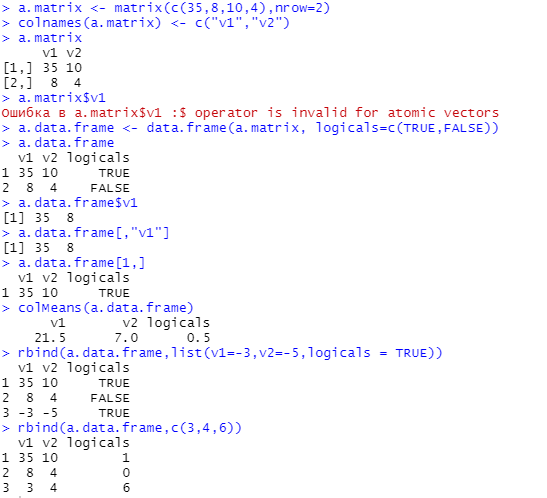 > a.matrix <- matrix(c(35,8,10,4),nrow=2)
> colnames(a.matrix) <- c("v1","v2")
> a.matrix
     v1 v2
[1,] 35 10
[2,]  8  4
> a.matrix$v1
Ошибка в a.matrix$v1 :$ operator is invalid for atomic vectors
> a.data.frame <- data.frame(a.matrix, logicals=c(TRUE,FALSE))
> a.data.frame
  v1 v2 logicals
1 35 10     TRUE
2  8  4    FALSE
> a.data.frame$v1
[1] 35  8
> a.data.frame[,"v1"]
[1] 35  8
> a.data.frame[1,]
  v1 v2 logicals
1 35 10     TRUE
> colMeans(a.data.frame)
      v1       v2 logicals
    21.5      7.0      0.5
> rbind(a.data.frame,list(v1=-3,v2=-5,logicals = TRUE))
  v1 v2 logicals
1 35 10     TRUE
2  8  4    FALSE
3 -3 -5     TRUE
> rbind(a.data.frame,c(3,4,6))
  v1 v2 logicals
1 35 10        1
2  8  4        0
3  3  4        6